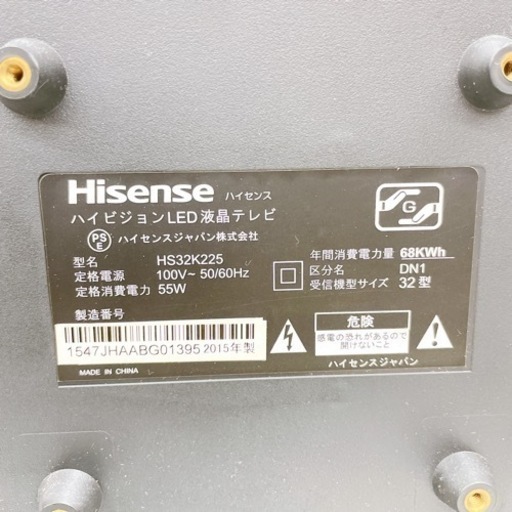 Hisense ハイセンス
ハイビジョンLED液晶テレビ
PS E ハイセンスジャパン株式会社
G
型名 HS32K225
定格電源 100V~ 50/60Hz
定格消費電力 55W
製造番号
1547JHAABG01395 2015年製
MADE IN CHINA
年間消費電力量 68KWh
区分名 DN1
受信機型サイズ 32型
危険
感電の恐れがあるので
開けないこと
ハイセンスジャパン